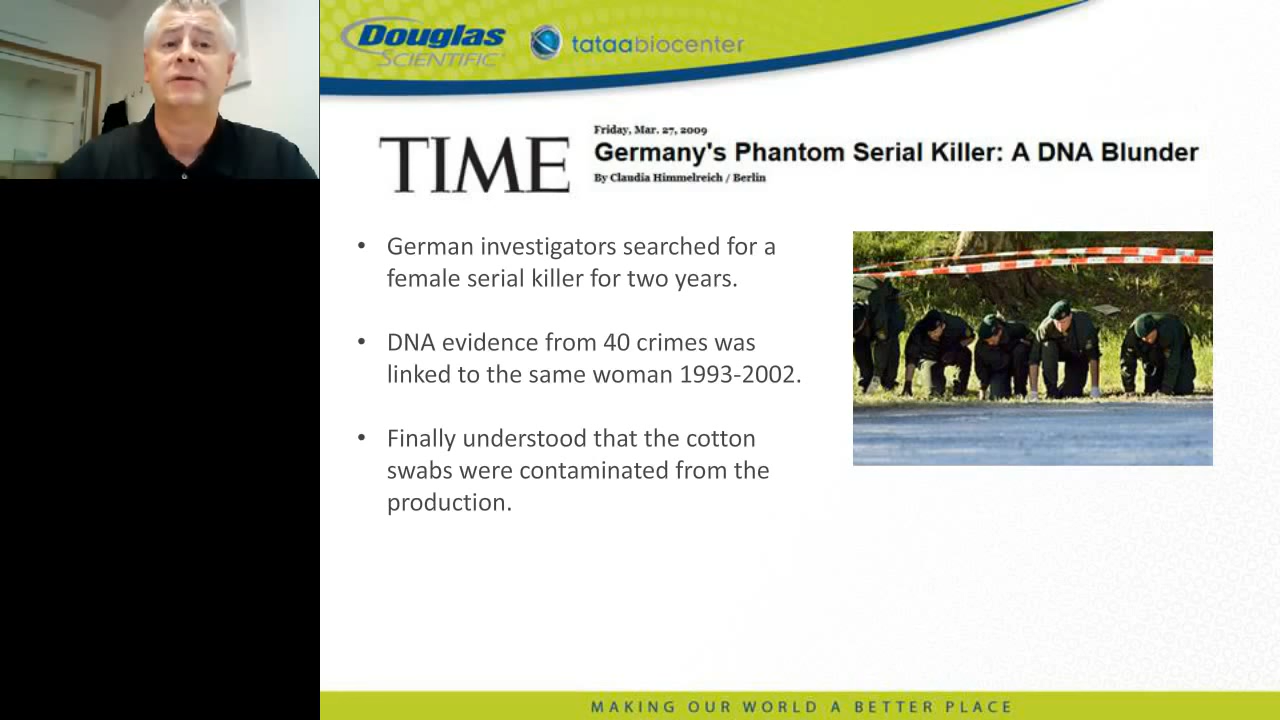 Douglas
SCIENTIFIC
tataabiocenter
TIME
Friday, Mar. 27, 2009
Germany's Phantom Serial Killer: A DNA Blunder
By Claudia Himmelreich / Berlin
• German investigators searched for a
female serial killer for two years.
• DNA evidence from 40 crimes was
linked to the same woman 1993-2002.
• Finally understood that the cotton
swabs were contaminated from the
production.
MAKING OUR WORLD A BETTER PLACE